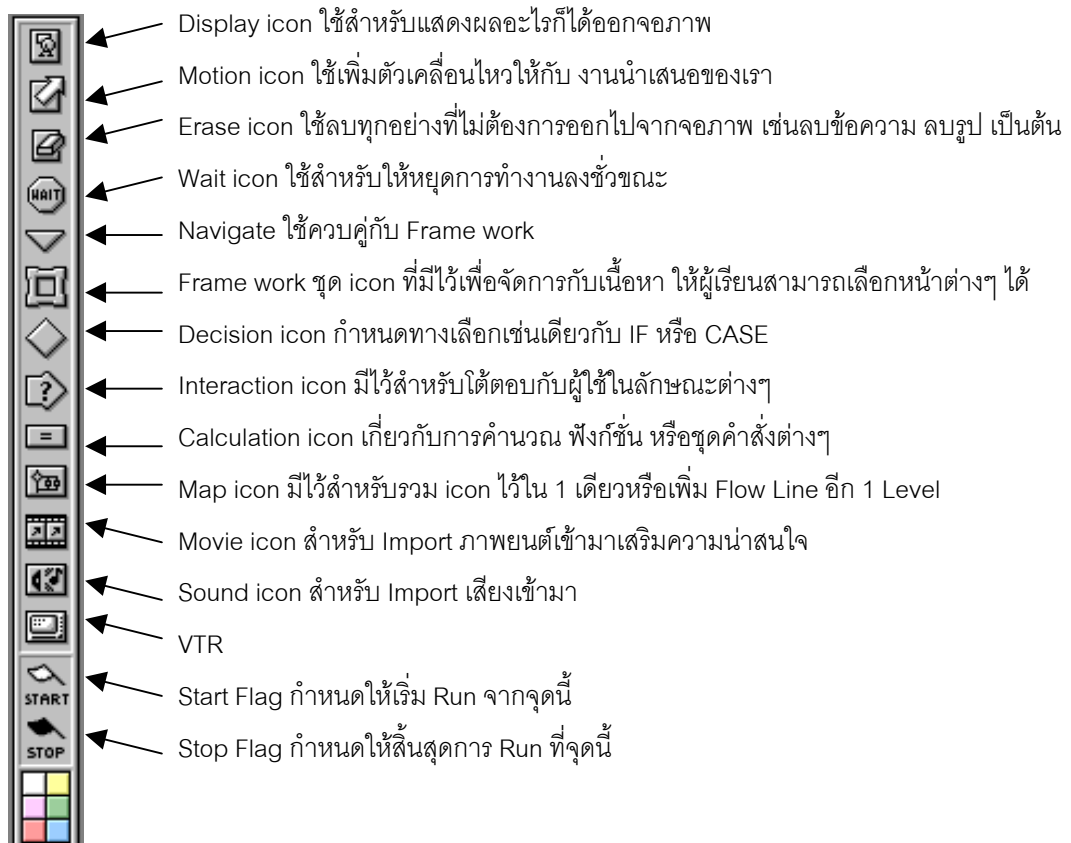 Display icon ใช้สำหรับแสดงผลอะไรก็ได้ออกจอภาพ
Motion icon ใช้เพิ่มตัวเคลื่อนไหวให้กับ งานนำเสนอของเรา
Erase icon ใช้ลบทุกอย่างที่ไม่ต้องการออกไปจากจอภาพ เช่นลบข้อความ ลบรูป เป็นต้น
WAIT
Wait icon ใช้สำหรับให้หยุดการทำงานลงชั่วขณะ
Navigate ใช้ควบคู่กับ Frame work
Frame work ชุด icon ที่มีไว้เพื่อจัดการกับเนื้อหา ให้ผู้เรียนสามารถเลือกหน้าต่างๆ ได้
Decision icon กำหนดทางเลือกเช่นเดียวกับ IF หรือ CASE
?
Interaction icon มีไว้สำหรับโต้ตอบกับผู้ใช้ในลักษณะต่างๆ
=
Calculation icon เกี่ยวกับการคำนวณ ฟังก์ชั่น หรือชุดคำสั่งต่างๆ
Map icon มีไว้สำหรับรวม icon ไว้ใน 1 เดียวหรือเพิ่ม Flow Line อีก 1 Level
Movie icon สำหรับ Import ภาพยนต์เข้ามาเสริมความน่าสนใจ
Sound icon สำหรับ Import เสียงเข้ามา
VTR
START
Start Flag กำหนดให้เริ่ม Run จากจุดนี้
STOP
Stop Flag กำหนดให้สิ้นสุดการ Run ที่จุดนี้